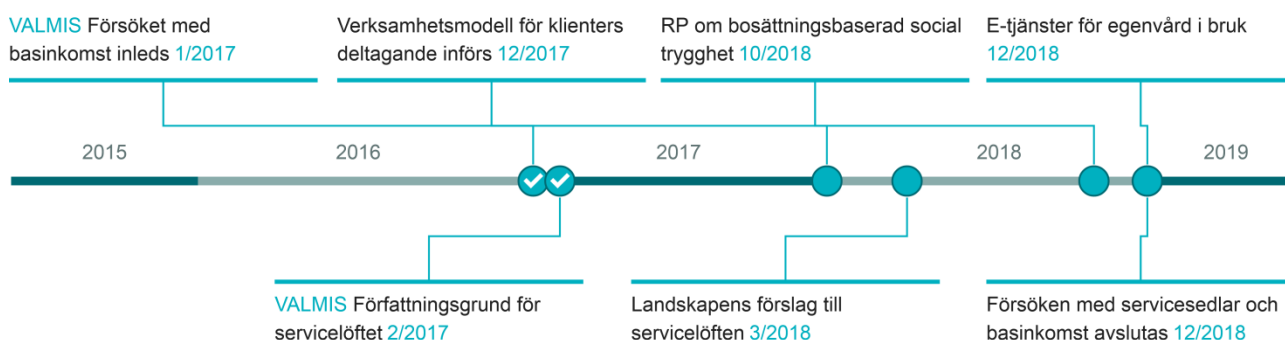 VALMIS Försöket med
basinkomst inleds 1/2017
Verksamhetsmodell för klienters
deltagande införs 12/2017
RP om bosättningsbaserad social
trygghet 10/2018
E-tjänster för egenvård i bruk
12/2018
2015
2016
2017
2018
2019
VALMIS Författningsgrund för
servicelöftet 2/2017
Landskapens förslag till
servicelöften 3/2018
Försöken med servicesedlar och
basinkomst avslutas 12/2018